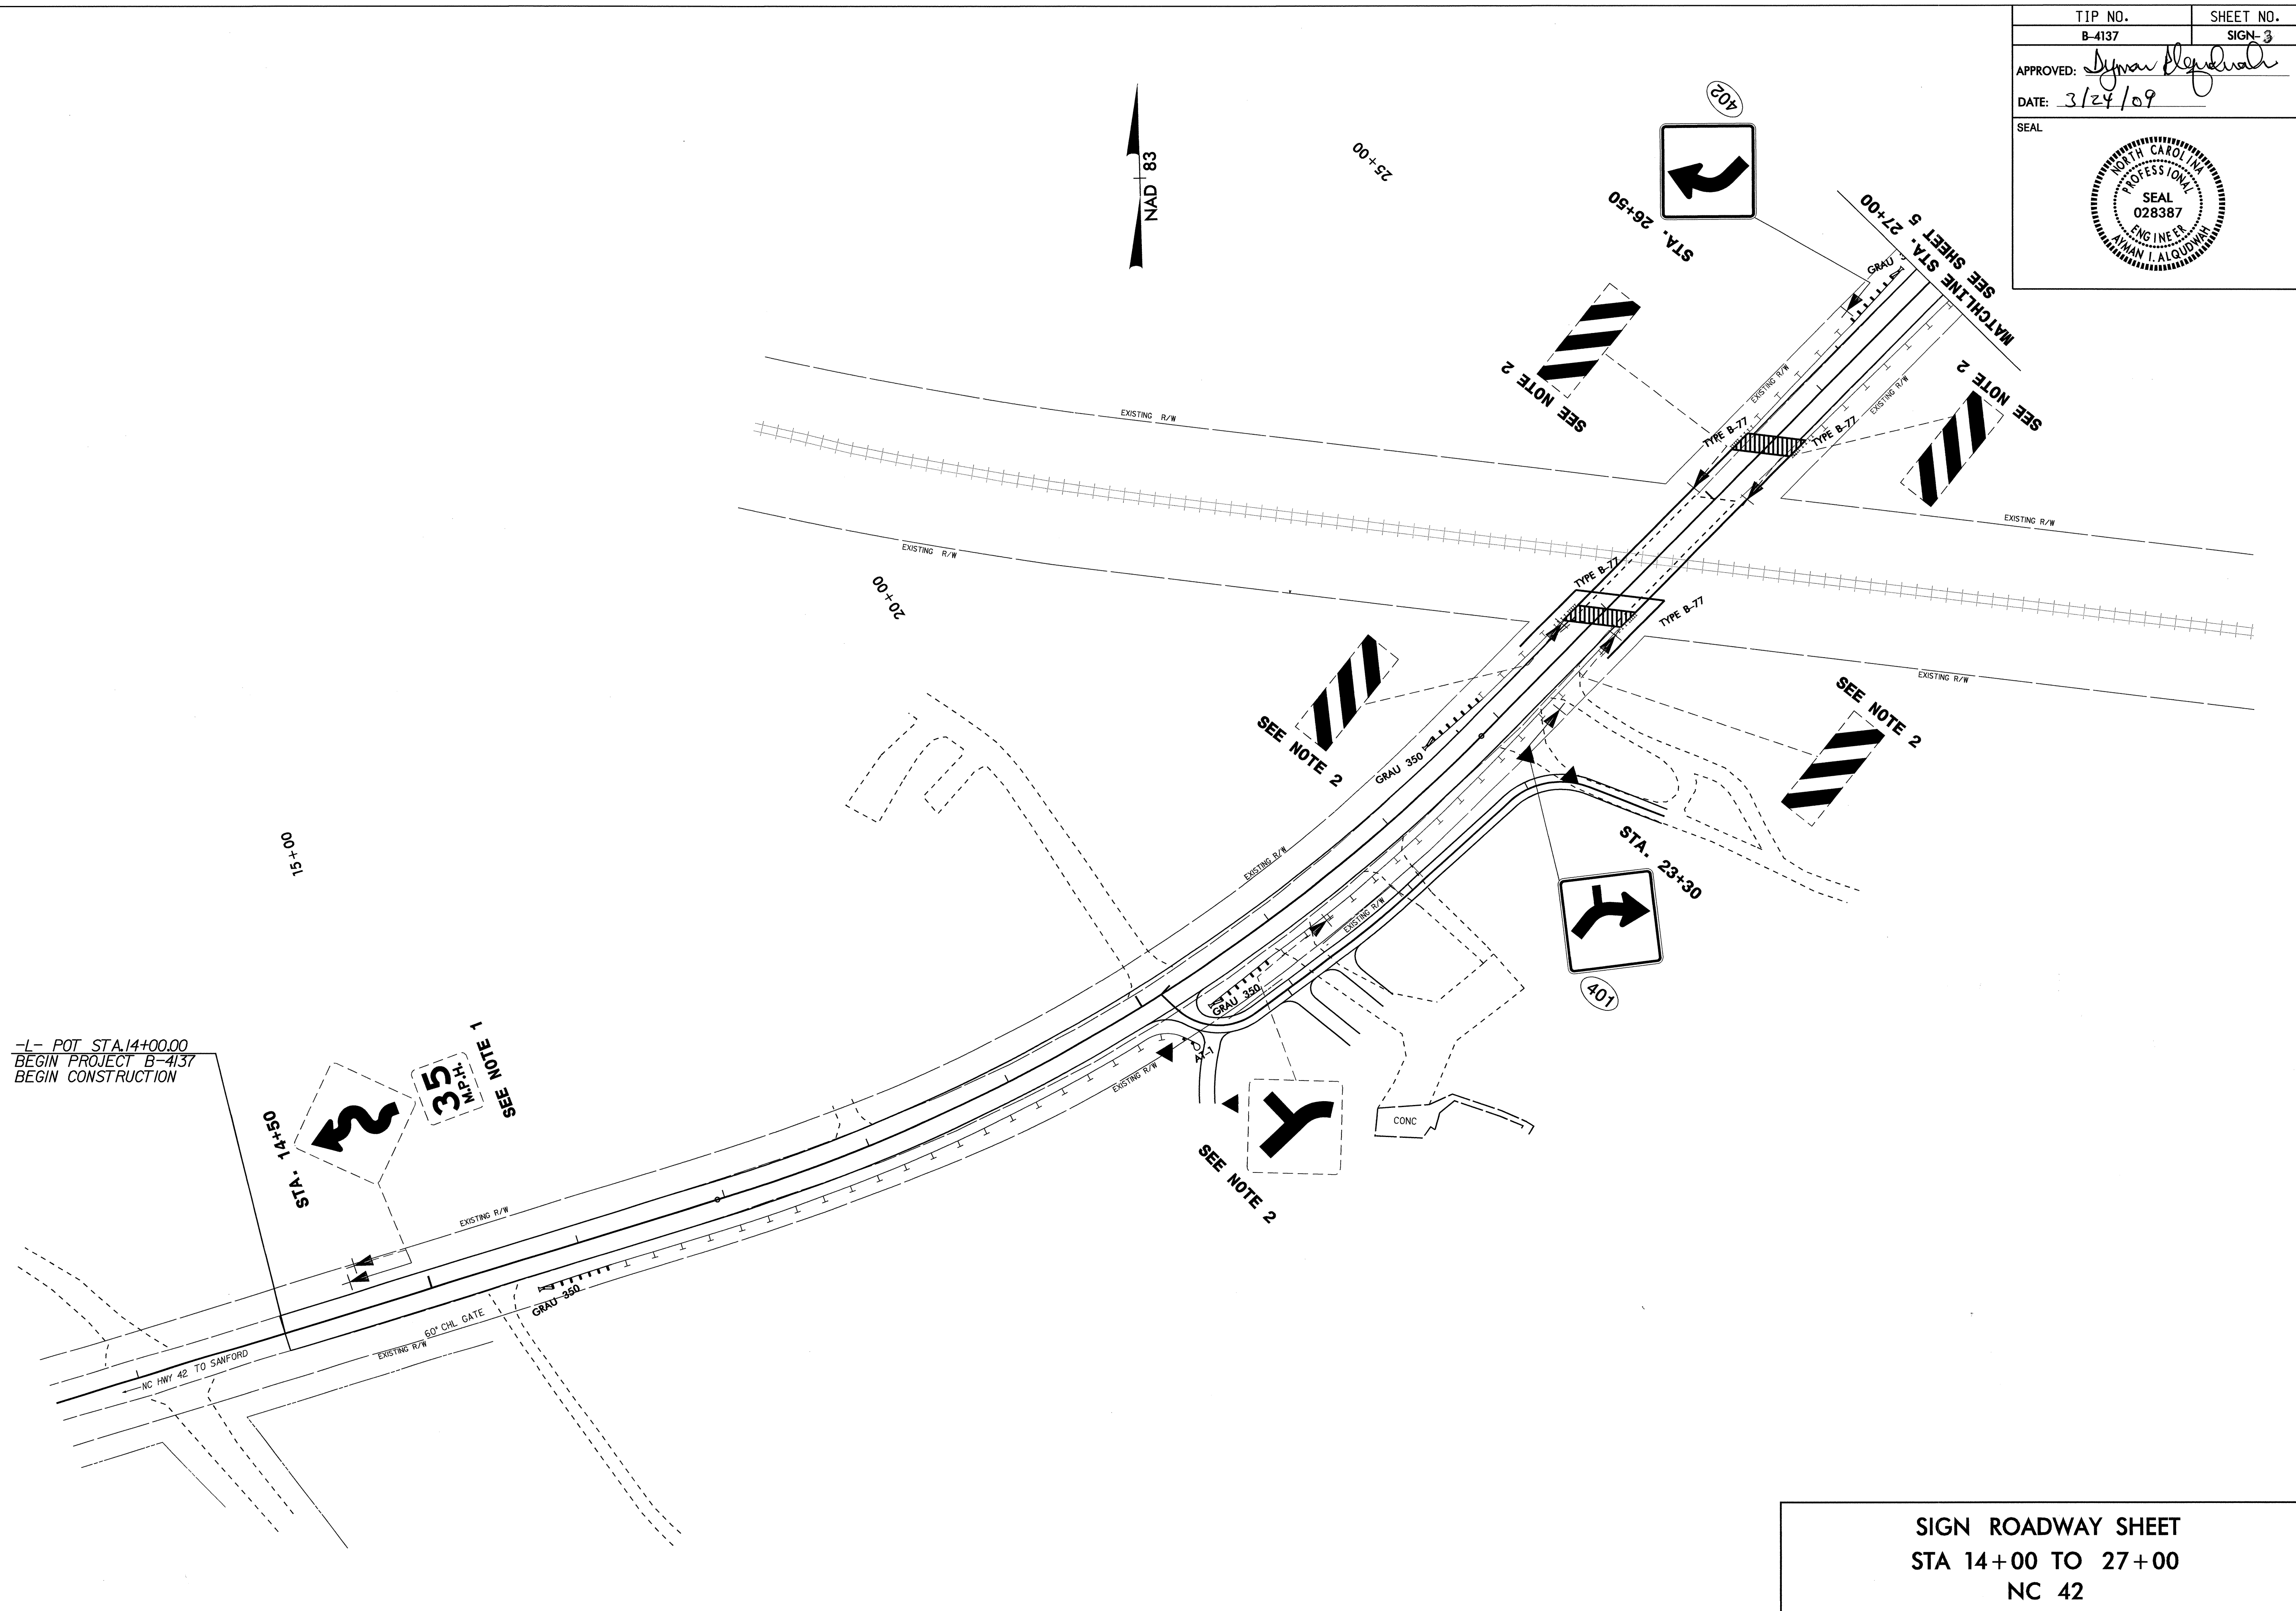 TIP NO. SHEET NO.
B-4137 SIGN-3
APPROVED:
DATE: 3/24/09
SEAL
NORTH CAROLINA
PROFESSIONAL
SEAL
028387
ENGINEER
AYMAN I. ALQUDWAH
402
NAD 83
25+00
STA. 26+50
MATCHLINE STA. 27+00
SEE SHEET 5
GRAU
SEE NOTE 2
SEE NOTE 2
EXISTING R/W
EXISTING R/W
EXISTING R/W
TYPE B-77
TYPE B-77
EXISTING R/W
EXISTING R/W
20+00
TYPE B-77
TYPE B-77
EXISTING R/W
SEE NOTE 2
SEE NOTE 2
GRAU 350
15+00
EXISTING R/W
STA. 23+30
EXISTING R/W
401
GRAU 350
AT-1
EXISTING R/W
CONC
SEE NOTE 2
-L- POT STA.14+00.00
BEGIN PROJECT B-4137
BEGIN CONSTRUCTION
STA. 14+50
35
M.P.H.
SEE NOTE 1
EXISTING R/W
GRAU 350
60" CHL GATE
EXISTING R/W
NC HWY 42 TO SANFORD
SIGN ROADWAY SHEET
STA 14+00 TO 27+00
NC 42